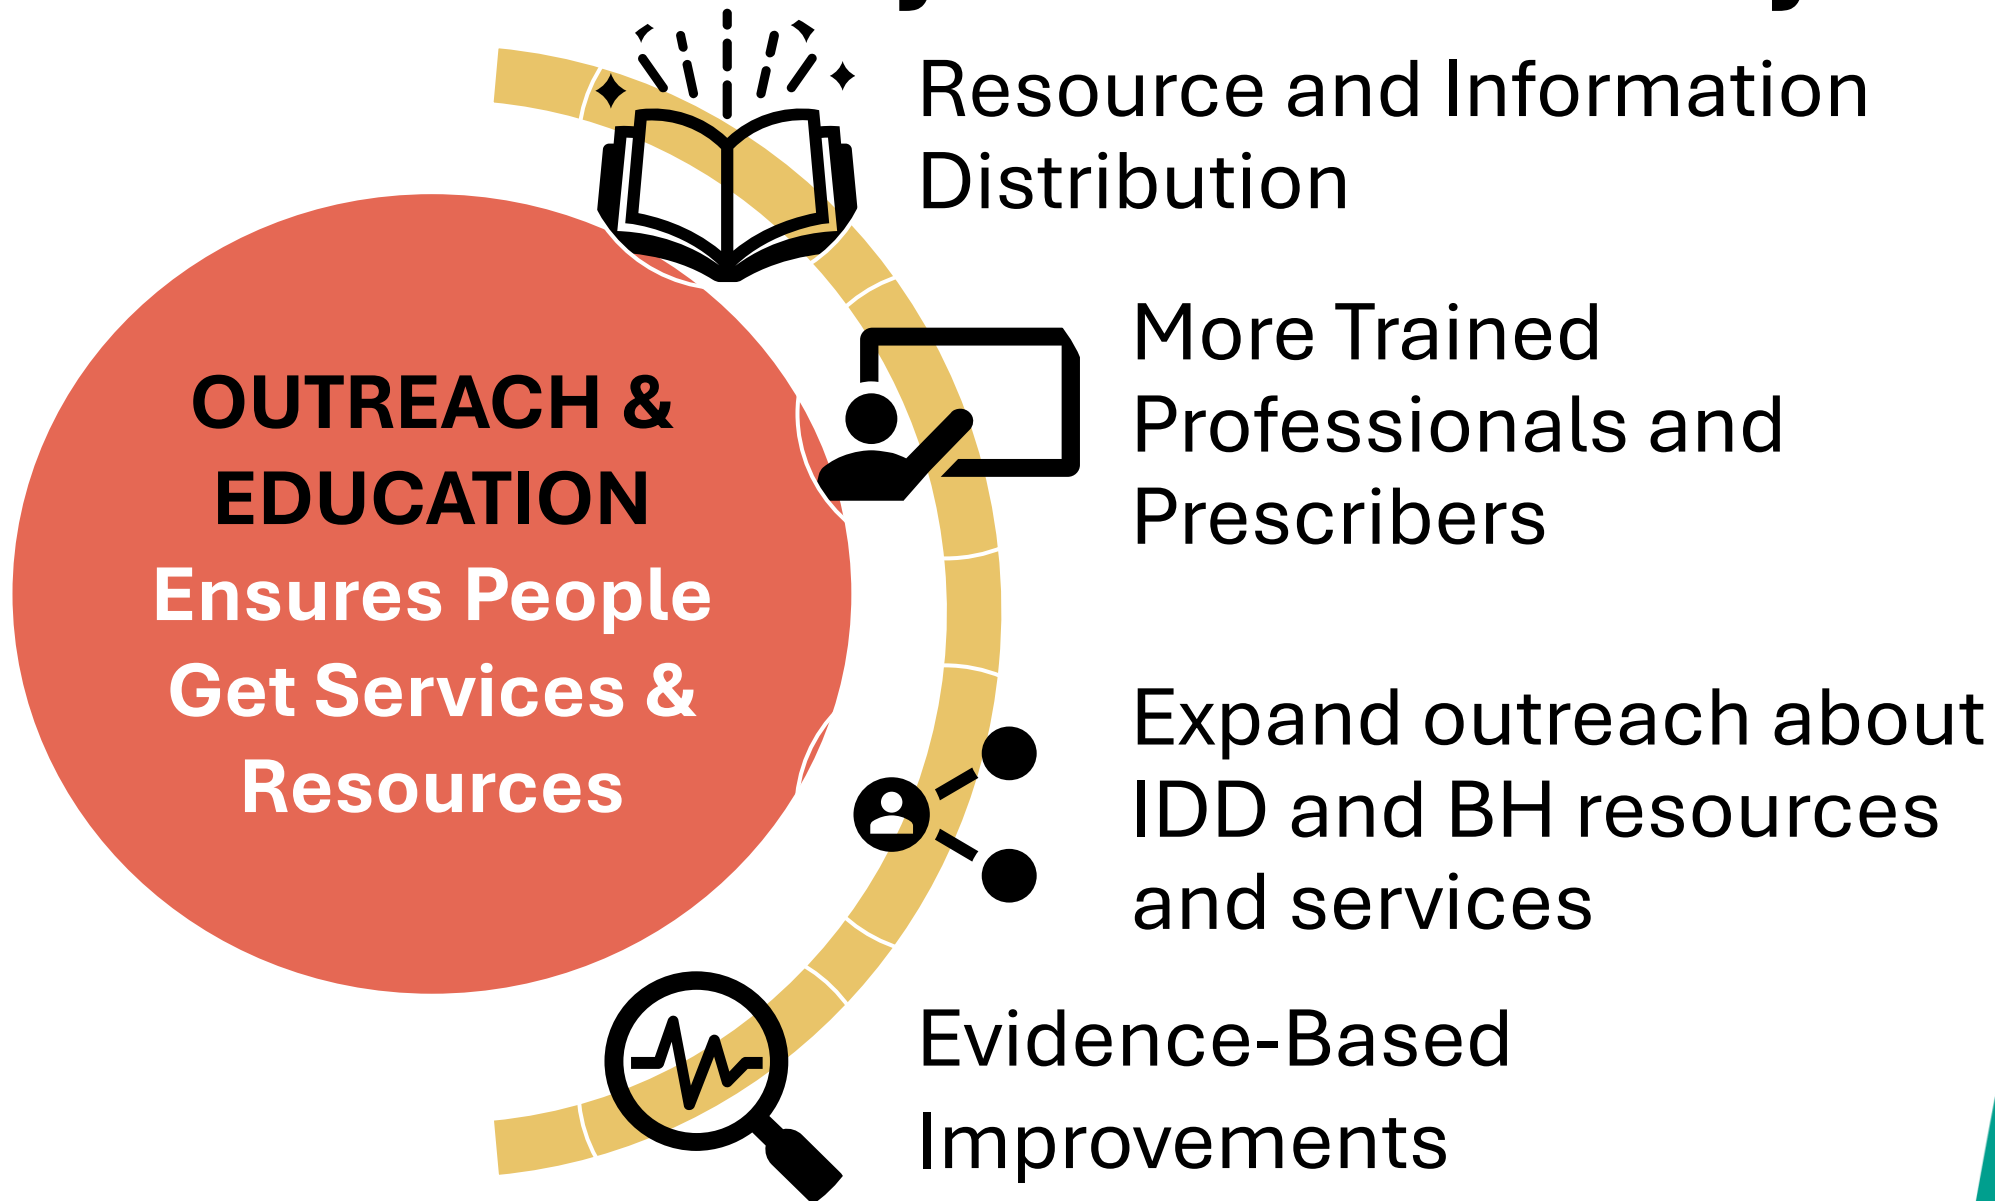 Resource and Information
Distribution
OUTREACH &
EDUCATION
Ensures People
Get Services &
Resources
More Trained
Professionals and
Prescribers
Expand outreach about
IDD and BH resources
and services
Evidence-Based
Improvements